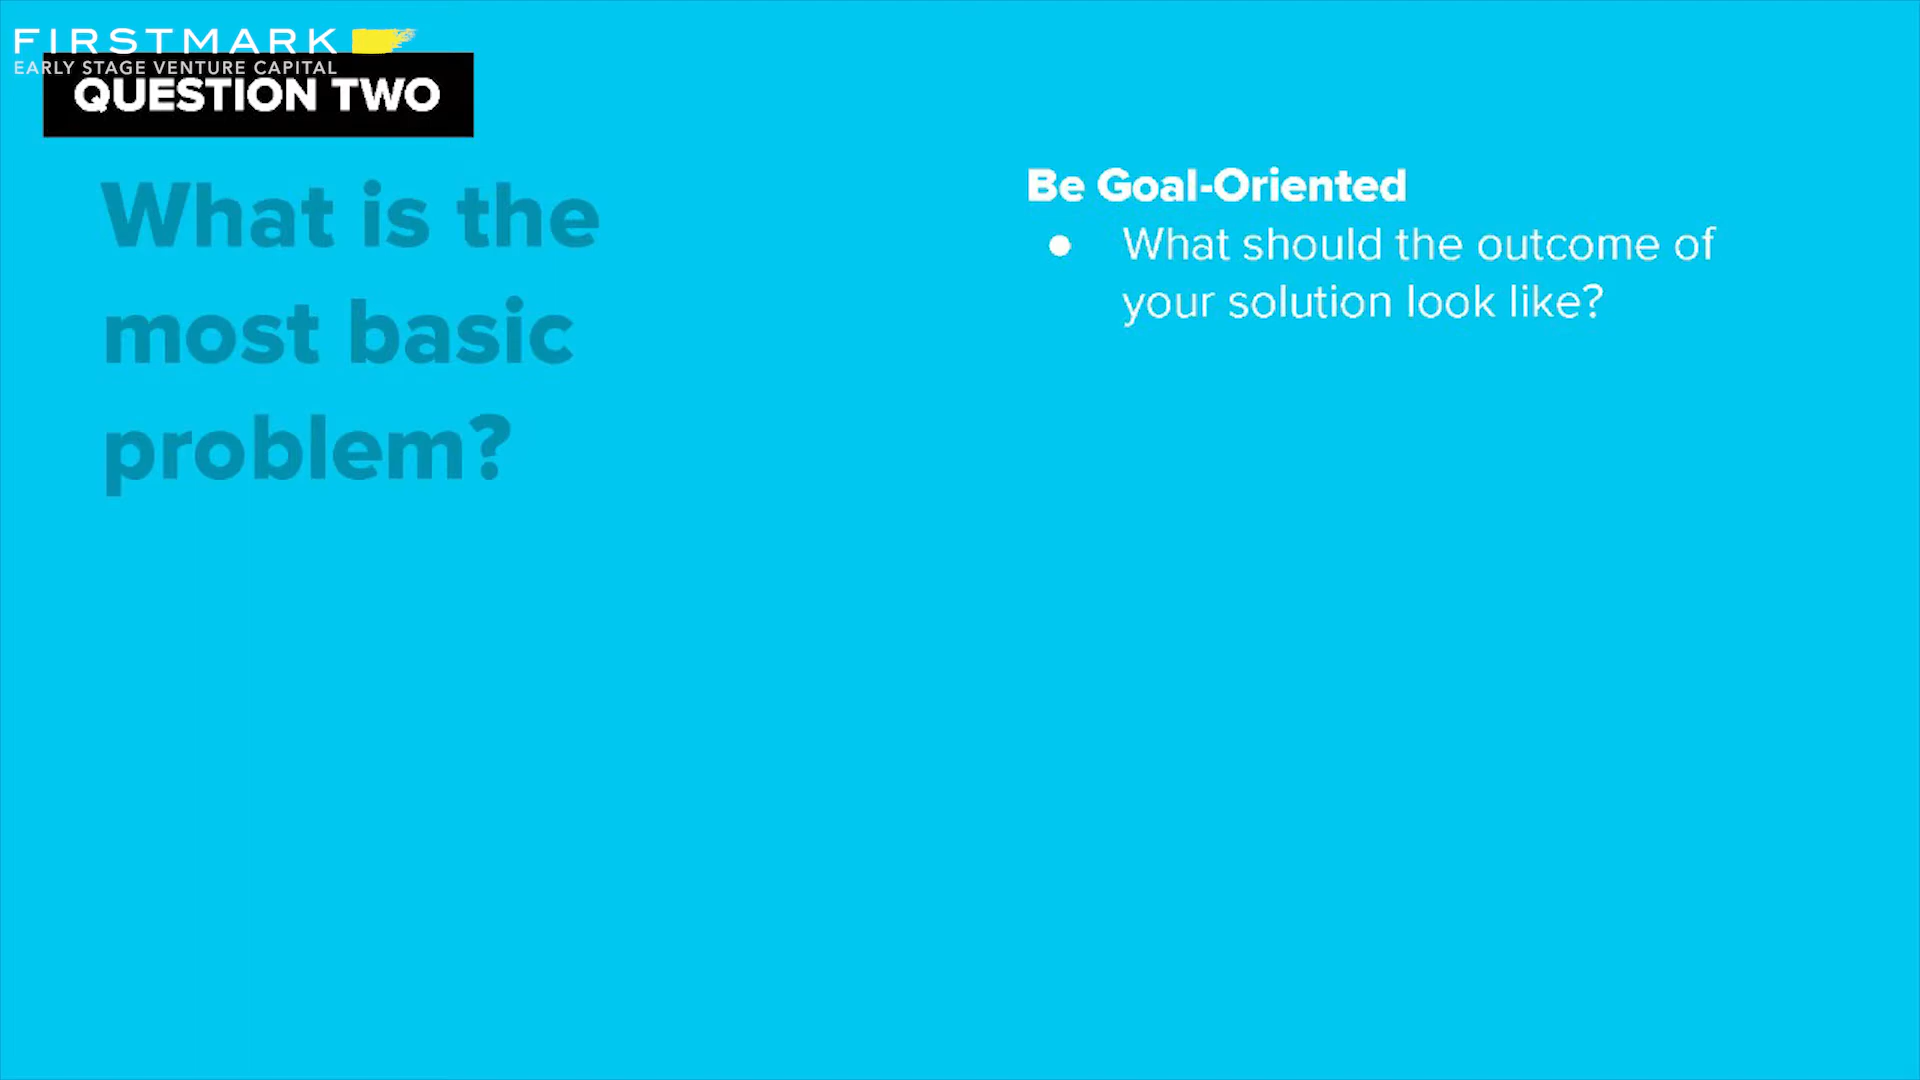 FIRSTMARK
EARLY STAGE VENTURE CAPITAL
QUESTION TWO
What is the
most basic
problem?
Be Goal-Oriented
● What should the outcome of
your solution look like?